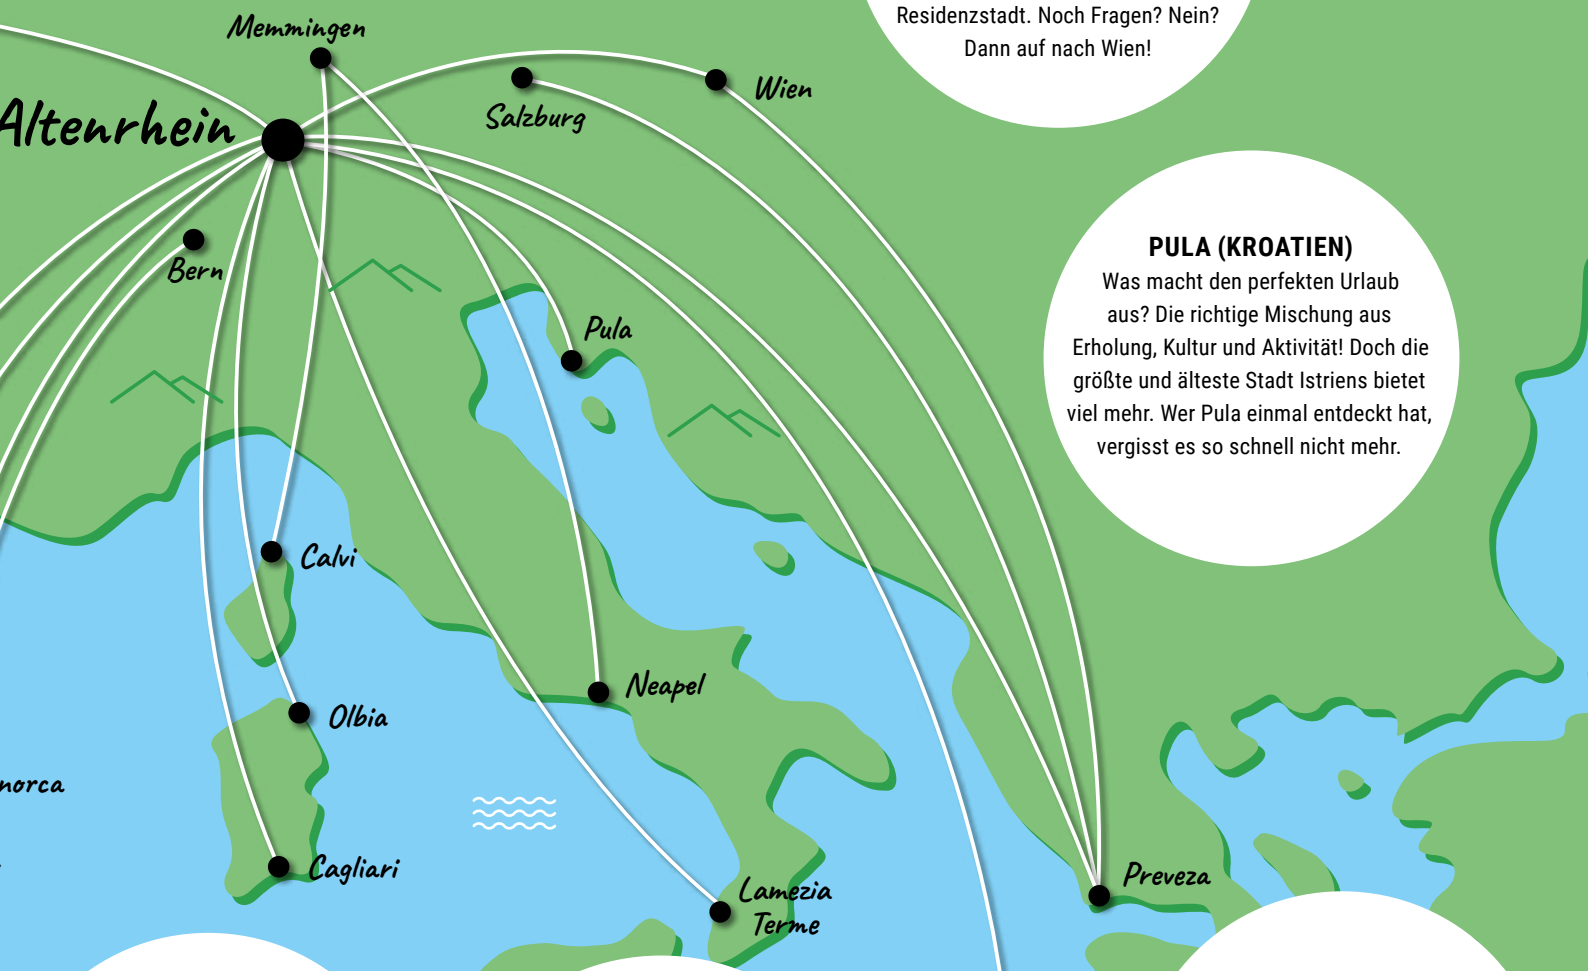 Residenzstadt. Noch Fragen? Nein?
Dann auf nach Wien!
Memmingen
Wien
Salzburg
Altenrhein
Bern
PULA (KROATIEN)
Was macht den perfekten Urlaub
aus? Die richtige Mischung aus
Erholung, Kultur und Aktivität! Doch die
größte und älteste Stadt Istriens bietet
viel mehr. Wer Pula einmal entdeckt hat,
vergisst es so schnell nicht mehr.
Pula
Calvi
Neapel
Olbia
norca
Cagliari
Lamezia
Terme
Preveza